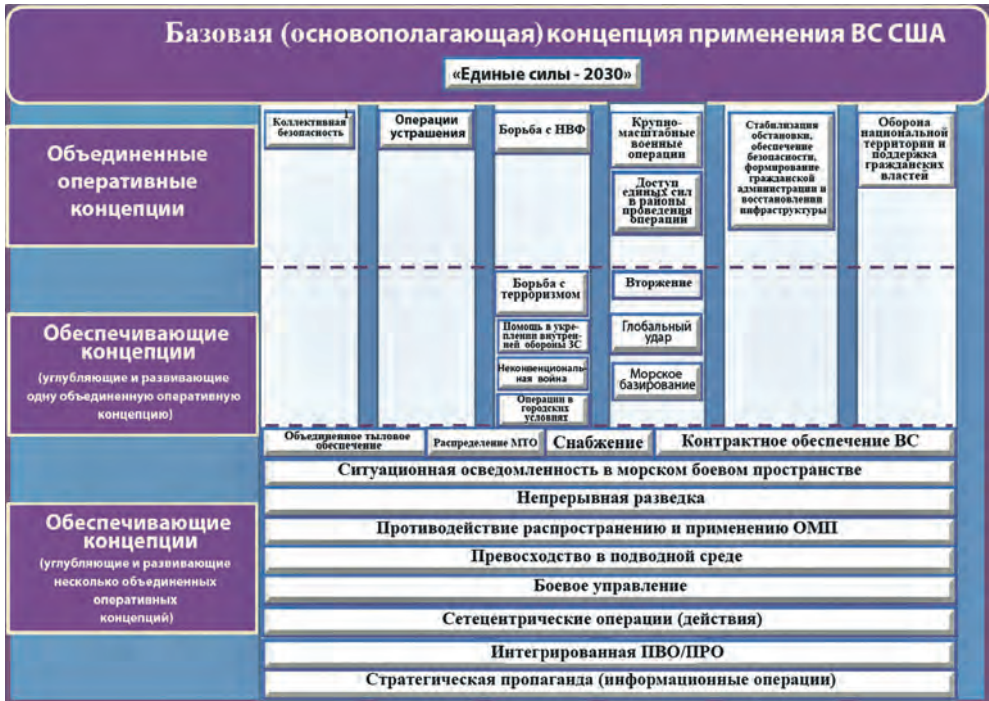 Базовая (основополагающая) концепция применения ВС США
«Единые силы - 2030»
Объединенные
оперативные
концепции
Коллективная 1
безопасность
Операции
устрашения
Борьба с НВФ
Крупно-
масштабные
военные
операции
Доступ
единых сил
в районы
проведения
операции
Стабилизация
обстановки,
обеспечение
безопасности,
формирование
гражданской
администрации и
восстановлении
инфраструктуры
Оборона
национальной
территории и
поддержка
гражданских
властей
Обеспечивающие
концепции
(углубляющие и развивающие
одну объединенную оперативную
концепцию)
Борьба с
терроризмом
Помощь в укре-
плении внутрен-
ней обороны ЗС
Неконвенциональ-
ная война
Операции в
городских
условиях
Вторжение
Глобальный
удар
Морское
базирование
Обеспечивающие
концепции
(углубляющие и развивающие
несколько объединенных
оперативных
концепций)
Объединенное тыловое
обеспечение
Распределение МТО
Снабжение
Контрактное обеспечение ВС
Ситуационная осведомленность в морском боевом пространстве
Непрерывная разведка
Противодействие распространению и применению ОМП
Превосходство в подводной среде
Боевое управление
Сетецентрические операции (действия)
Интегрированная ПВО/ПРО
Стратегическая пропаганда (информационные операции)